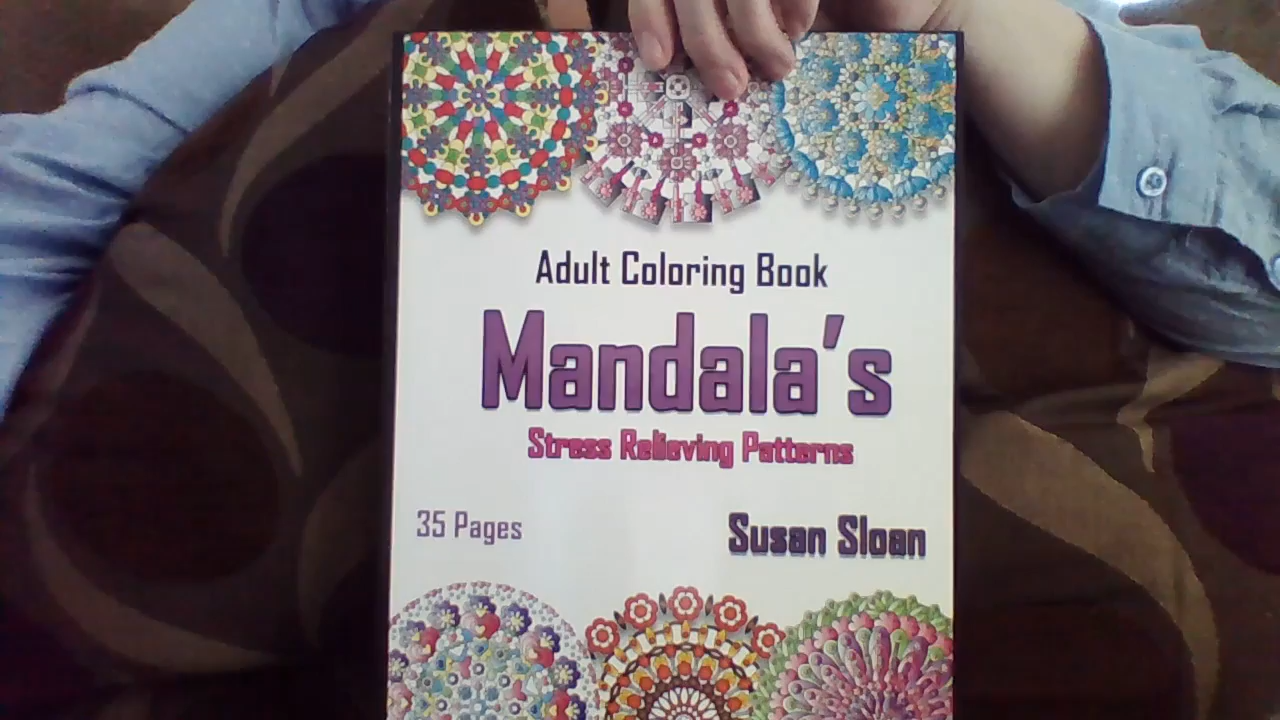 Adult Coloring Book
Mandala's
Stress Relieving Patterns
35 Pages
Susan Sloan